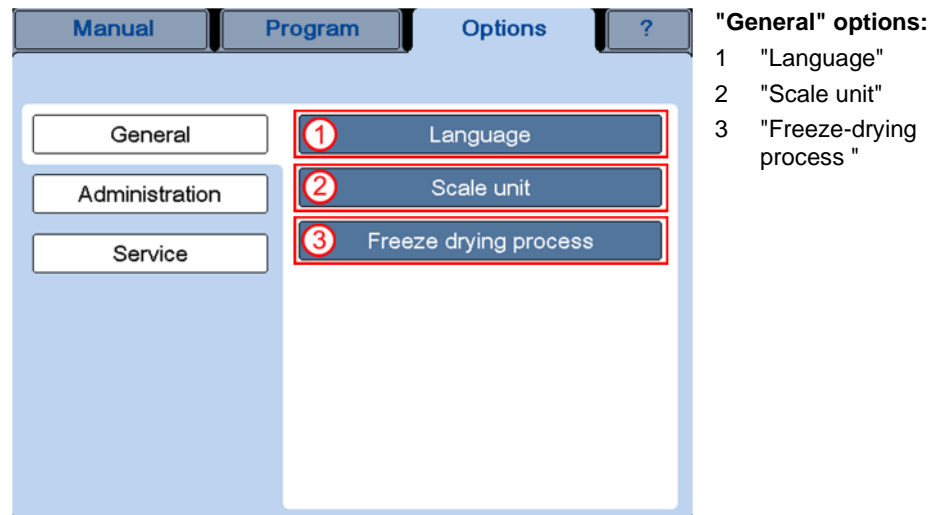 Manual Program Options ?
General
Administration
Service
1 Language
2 Scale unit
3 Freeze drying process
"General" options:
1 "Language"
2 "Scale unit"
3 "Freeze-drying
process "